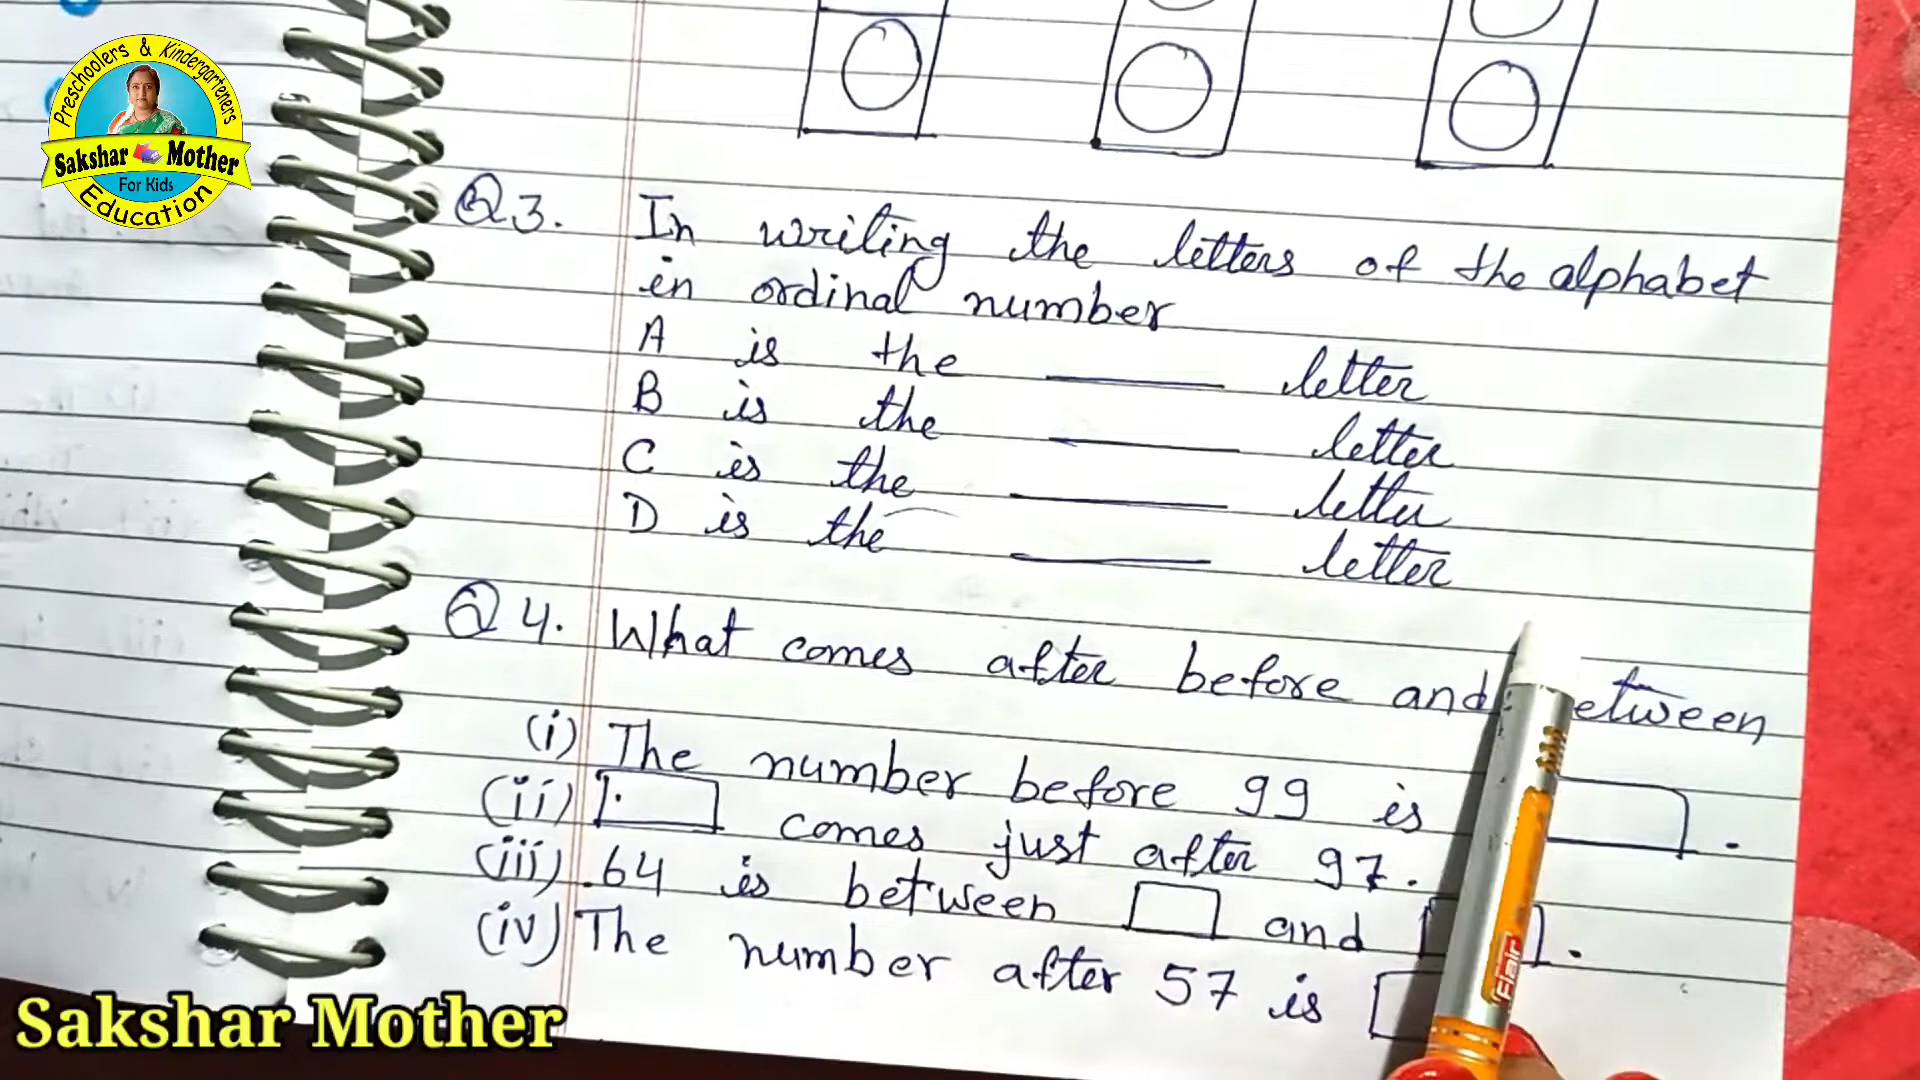 Preschoolers & Kindergarteners
Sakshar Mother
For Kids
Education
Q3. In writing the letters of the alphabet
in ordinal number
A is the ______ letter
B is the ______ letter
C is the ______ letter
D is the ______ letter
Q4. What comes after before and between
(i) The number before 99 is .
(ii) comes just after 97.
(iii) 64 is between and .
(iv) The number after 57 is
Flair
Sakshar Mother